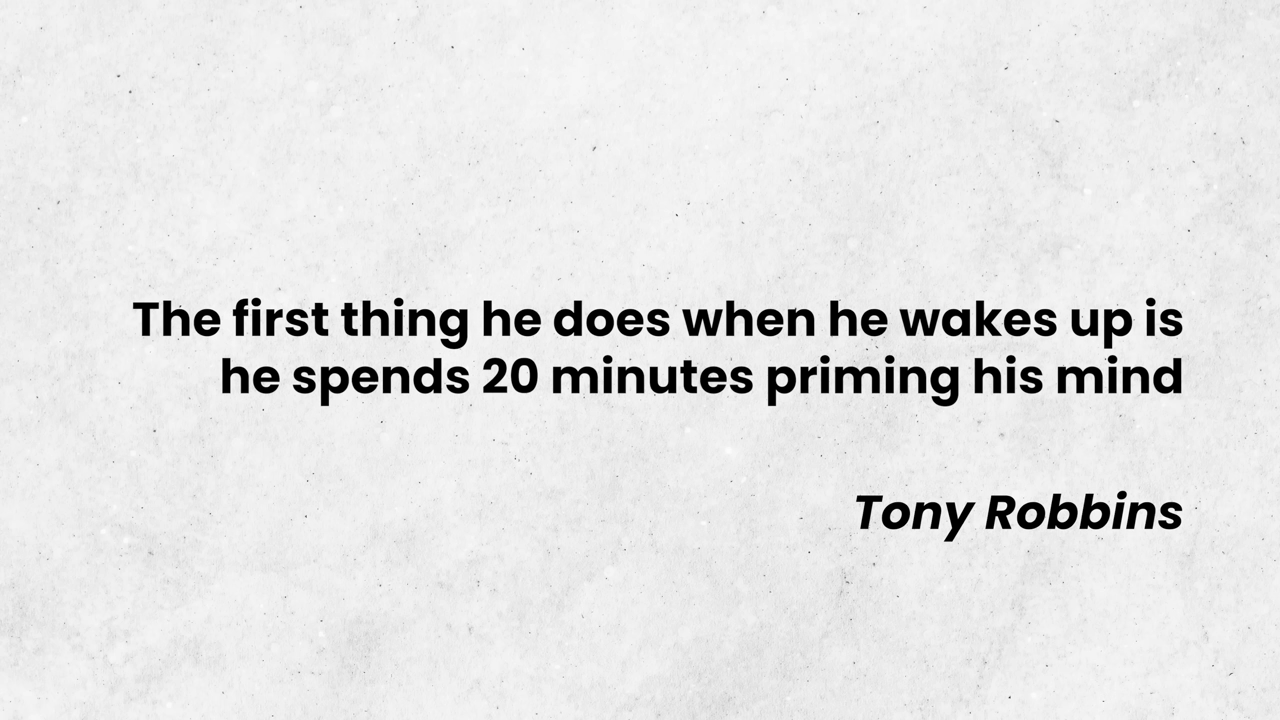 The first thing he does when he wakes up is
he spends 20 minutes priming his mind
Tony Robbins